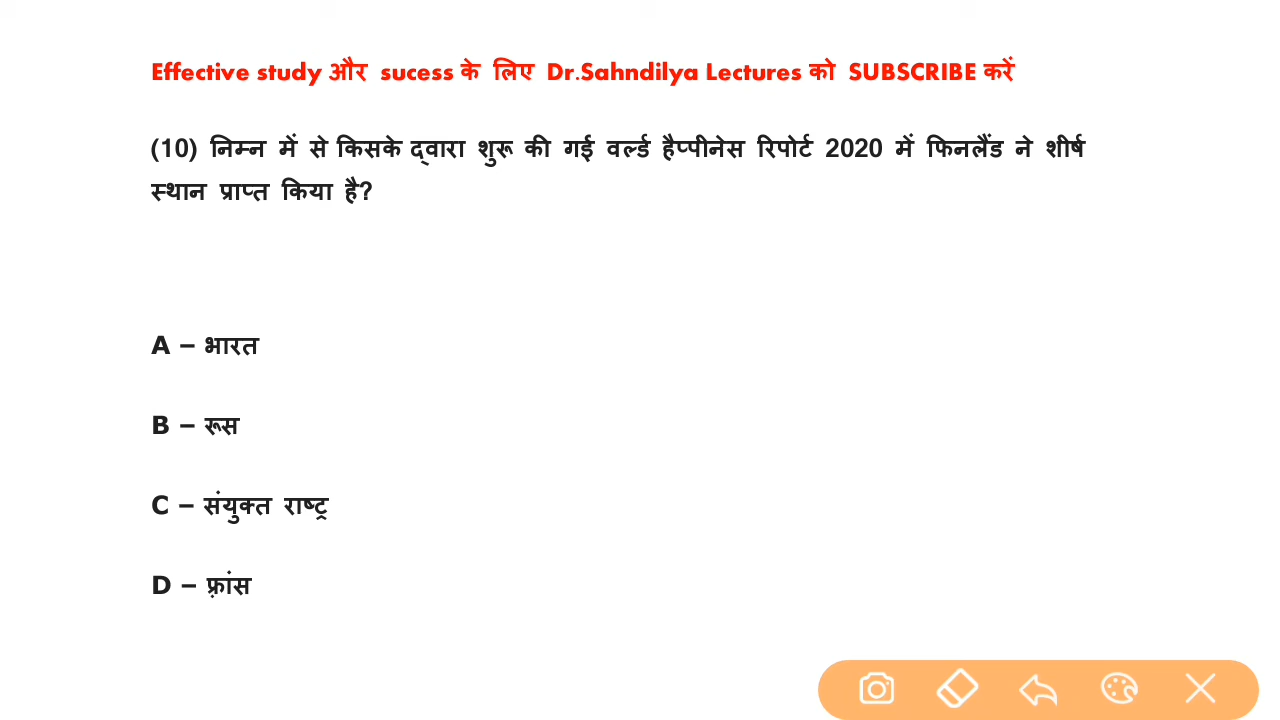 Effective study और sucess के लिए Dr.Sahndilya Lectures को SUBSCRIBE करें
(10) निम्न में से किसके द्वारा शुरू की गई वर्ल्ड हैप्पीनेस रिपोर्ट 2020 में फिनलैंड ने शीर्ष
स्थान प्राप्त किया है?
A – भारत
B – रूस
C – संयुक्त राष्ट्र
D – फ़्रांस